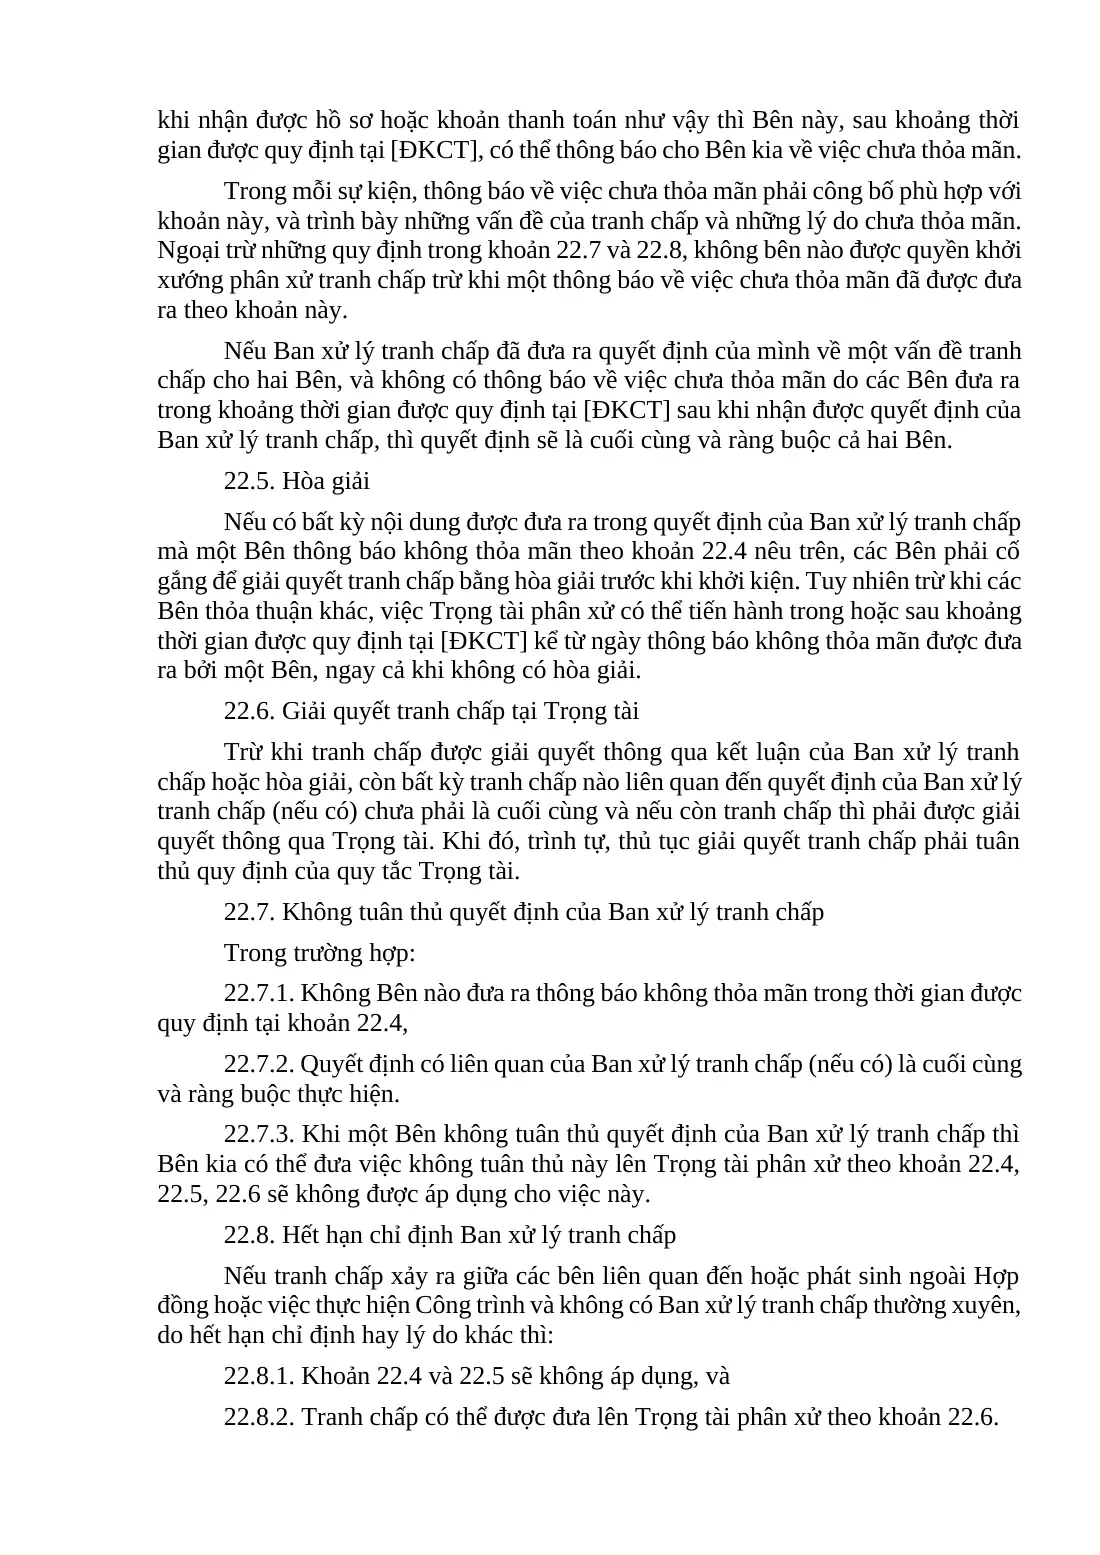 khi nhận được hồ sơ hoặc khoản thanh toán như vậy thì Bên này, sau khoảng thời
gian được quy định tại [ĐKCT], có thể thông báo cho Bên kia về việc chưa thỏa mãn.
Trong mỗi sự kiện, thông báo về việc chưa thỏa mãn phải công bố phù hợp với
khoản này, và trình bày những vấn đề của tranh chấp và những lý do chưa thỏa mãn.
Ngoại trừ những quy định trong khoản 22.7 và 22.8, không bên nào được quyền khởi
xướng phân xử tranh chấp trừ khi một thông báo về việc chưa thỏa mãn đã được đưa
ra theo khoản này.
Nếu Ban xử lý tranh chấp đã đưa ra quyết định của mình về một vấn đề tranh
chấp cho hai Bên, và không có thông báo về việc chưa thỏa mãn do các Bên đưa ra
trong khoảng thời gian được quy định tại [ĐKCT] sau khi nhận được quyết định của
Ban xử lý tranh chấp, thì quyết định sẽ là cuối cùng và ràng buộc cả hai Bên.
22.5. Hòa giải
Nếu có bất kỳ nội dung được đưa ra trong quyết định của Ban xử lý tranh chấp
mà một Bên thông báo không thỏa mãn theo khoản 22.4 nêu trên, các Bên phải cố
gắng để giải quyết tranh chấp bằng hòa giải trước khi khởi kiện. Tuy nhiên trừ khi các
Bên thỏa thuận khác, việc Trọng tài phân xử có thể tiến hành trong hoặc sau khoảng
thời gian được quy định tại [ĐKCT] kể từ ngày thông báo không thỏa mãn được đưa
ra bởi một Bên, ngay cả khi không có hòa giải.
22.6. Giải quyết tranh chấp tại Trọng tài
Trừ khi tranh chấp được giải quyết thông qua kết luận của Ban xử lý tranh
chấp hoặc hòa giải, còn bất kỳ tranh chấp nào liên quan đến quyết định của Ban xử lý
tranh chấp (nếu có) chưa phải là cuối cùng và nếu còn tranh chấp thì phải được giải
quyết thông qua Trọng tài. Khi đó, trình tự, thủ tục giải quyết tranh chấp phải tuân
thủ quy định của quy tắc Trọng tài.
22.7. Không tuân thủ quyết định của Ban xử lý tranh chấp
Trong trường hợp:
22.7.1. Không Bên nào đưa ra thông báo không thỏa mãn trong thời gian được
quy định tại khoản 22.4,
22.7.2. Quyết định có liên quan của Ban xử lý tranh chấp (nếu có) là cuối cùng
và ràng buộc thực hiện.
22.7.3. Khi một Bên không tuân thủ quyết định của Ban xử lý tranh chấp thì
Bên kia có thể đưa việc không tuân thủ này lên Trọng tài phân xử theo khoản 22.4,
22.5, 22.6 sẽ không được áp dụng cho việc này.
22.8. Hết hạn chỉ định Ban xử lý tranh chấp
Nếu tranh chấp xảy ra giữa các bên liên quan đến hoặc phát sinh ngoài Hợp
đồng hoặc việc thực hiện Công trình và không có Ban xử lý tranh chấp thường xuyên,
do hết hạn chỉ định hay lý do khác thì:
22.8.1. Khoản 22.4 và 22.5 sẽ không áp dụng, và
22.8.2. Tranh chấp có thể được đưa lên Trọng tài phân xử theo khoản 22.6.